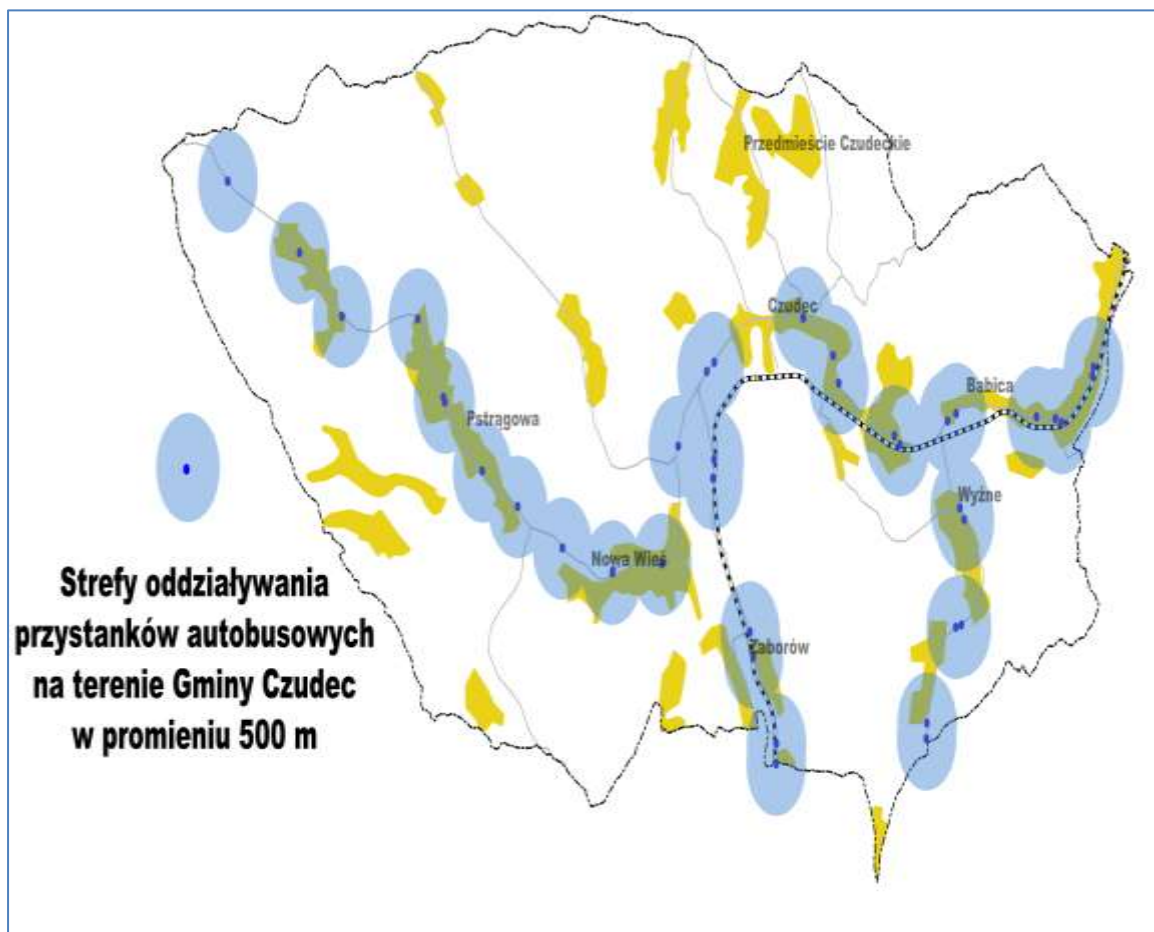 Przedmieście Czudeckie
Czudec
Babica
Pstrągowa
Wyżne
Nowa Wieś
Zaborów
Strefy oddziaływania
przystanków autobusowych
na terenie Gminy Czudec
w promieniu 500 m